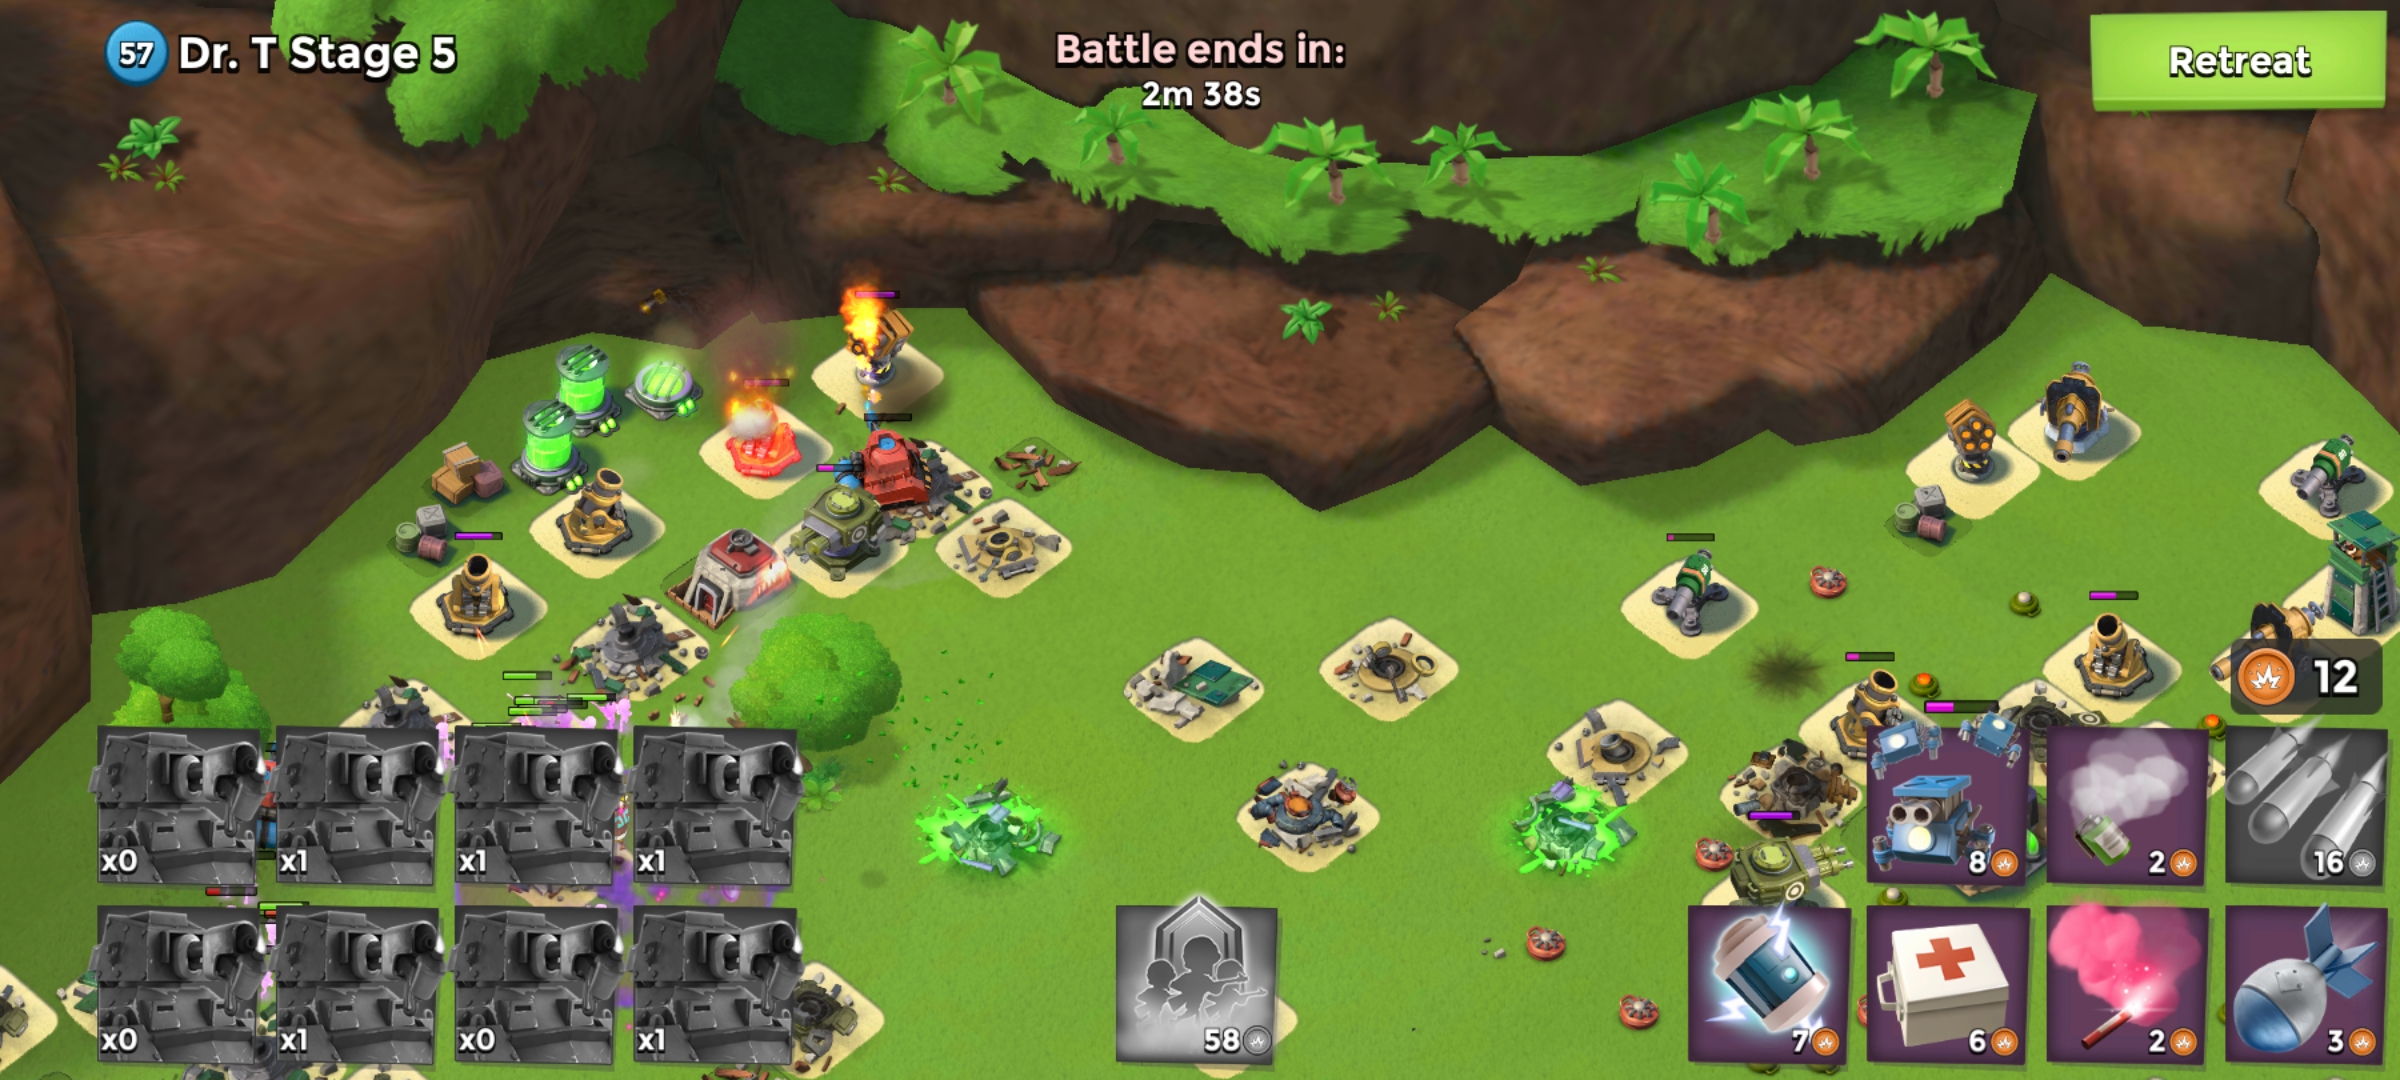 57 Dr. T Stage 5
Battle ends in:
2m 38s
Retreat
12
x0
x1
x1
x1
8
2
16
x0
x1
x0
x1
58
7
6
2
3